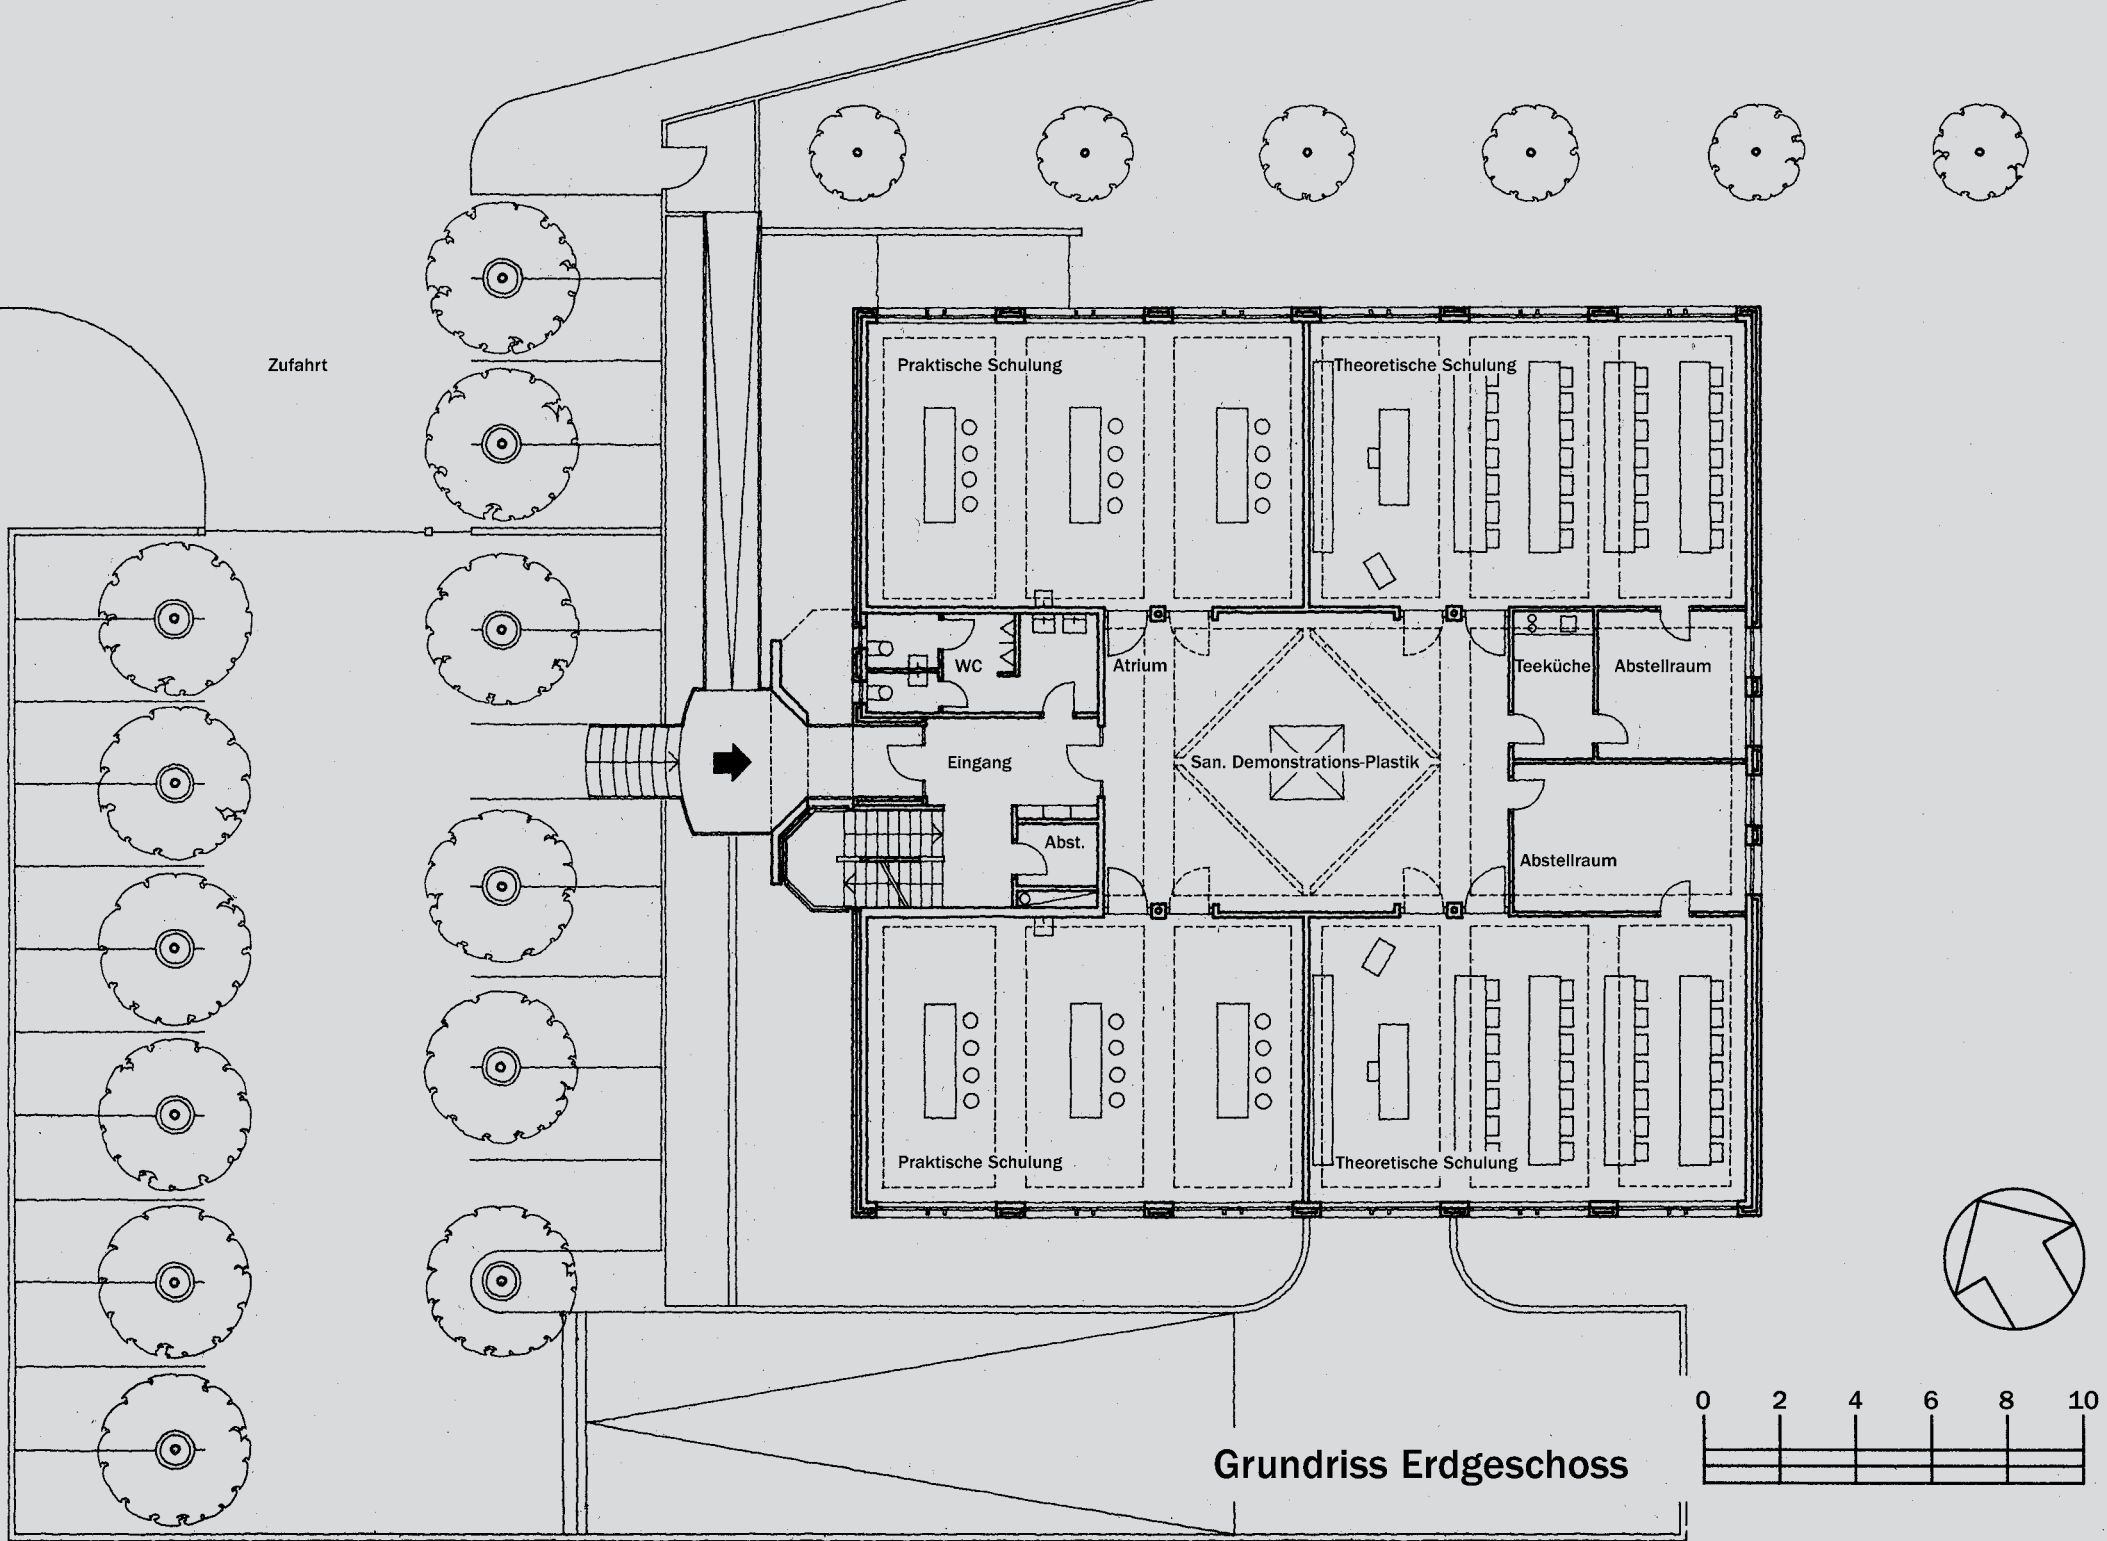 Zufahrt
Praktische Schulung
Theoretische Schulung
WC
Atrium
Teeküche
Abstellraum
Eingang
San. Demonstrations-Plastik
Abst.
Abstellraum
Praktische Schulung
Theoretische Schulung
0 2 4 6 8 10
Grundriss Erdgeschoss